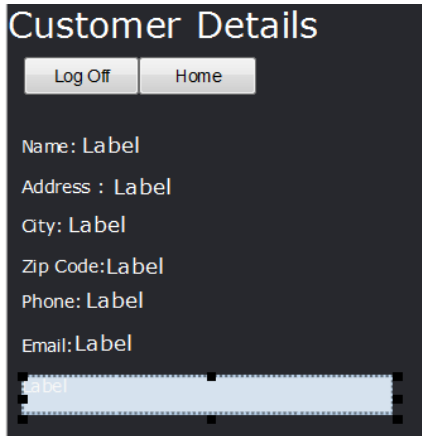 Customer Details
Log Off Home
Name: Label
Address : Label
City: Label
Zip Code:Label
Phone: Label
Email:Label
Label